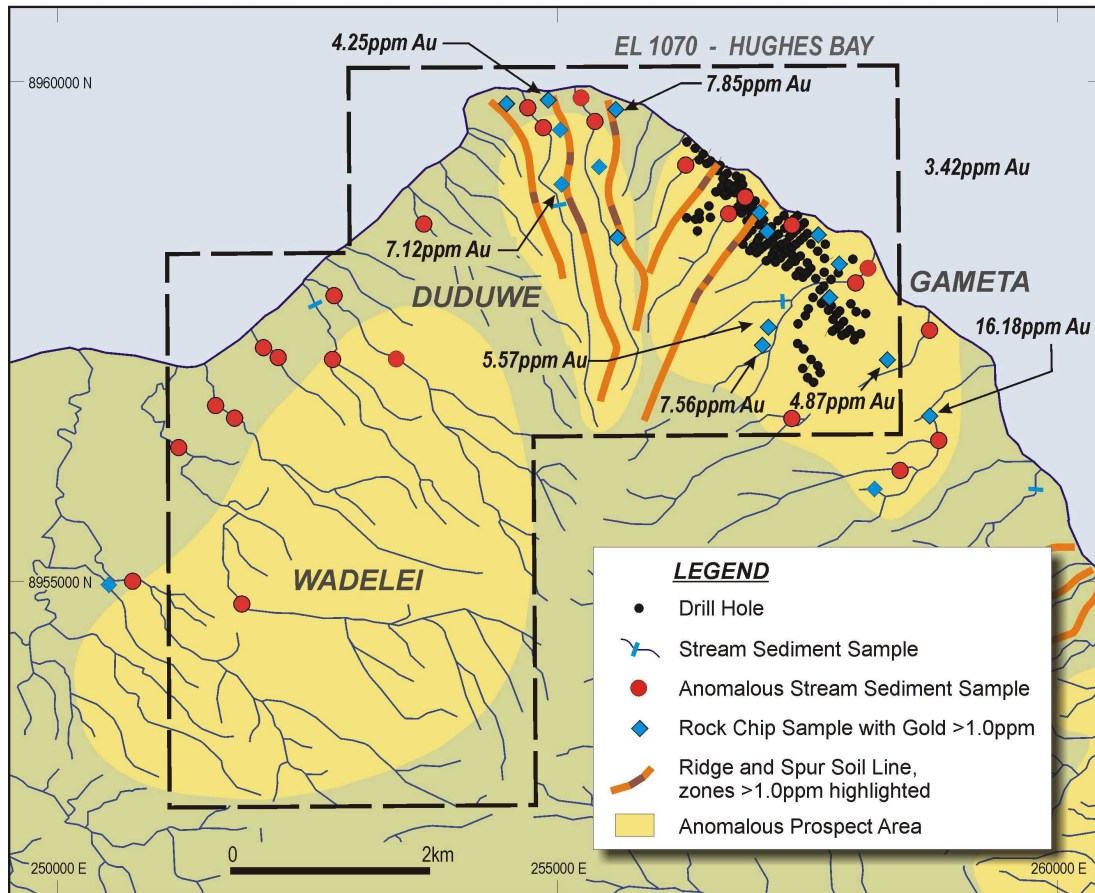 4.25ppm Au
EL 1070 - HUGHES BAY
8960000 N
7.85ppm Au
3.42ppm Au
7.12ppm Au
DUDUWE
GAMETA
16.18ppm Au
5.57ppm Au
7.56ppm Au
4.87ppm Au
8955000 N
WADELEI
LEGEND
Drill Hole
Stream Sediment Sample
Anomalous Stream Sediment Sample
Rock Chip Sample with Gold >1.0ppm
Ridge and Spur Soil Line,
zones >1.0ppm highlighted
Anomalous Prospect Area
0
2km
250000 E
255000 E
260000 E